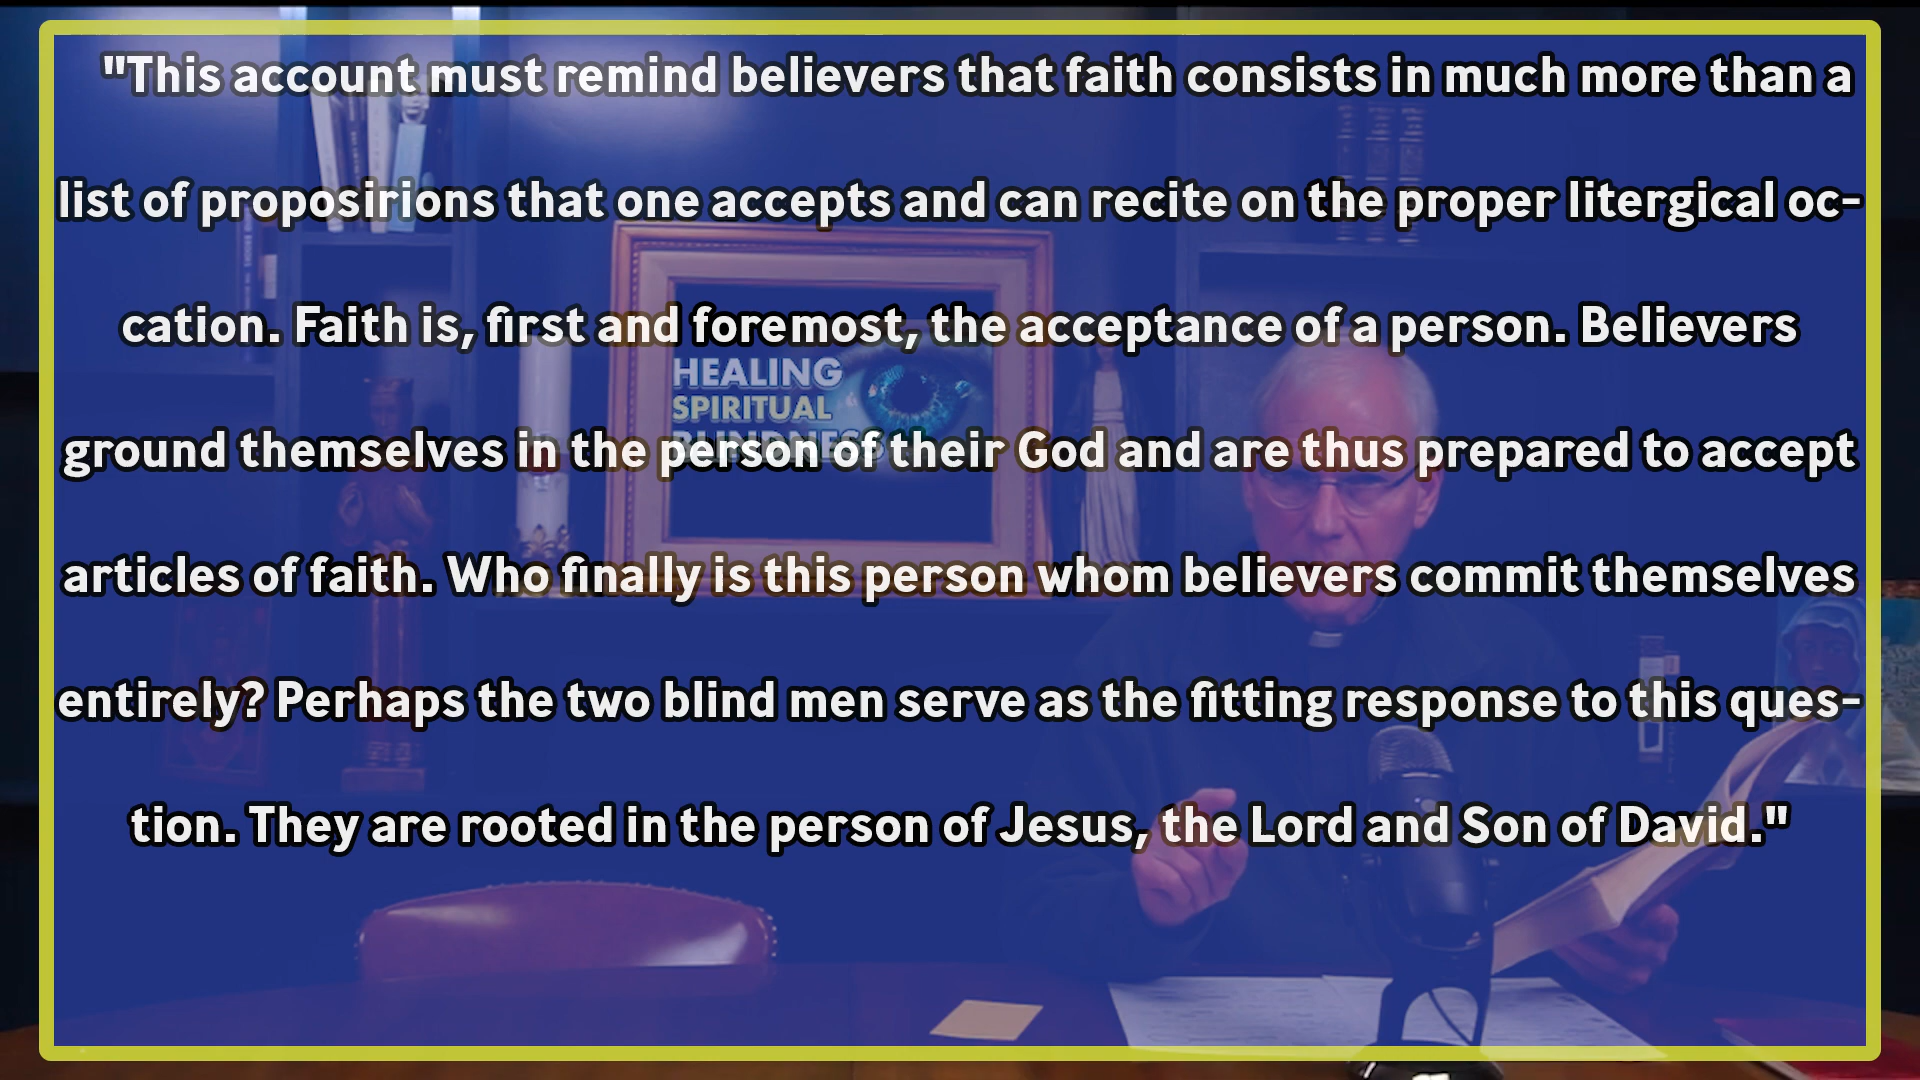 "This account must remind believers that faith consists in much more than a
list of proposirions that one accepts and can recite on the proper litergical oc-
cation. Faith is, first and foremost, the acceptance of a person. Believers
ground themselves in the person of their God and are thus prepared to accept
articles of faith. Who finally is this person whom believers commit themselves
entirely? Perhaps the two blind men serve as the fitting response to this ques-
tion. They are rooted in the person of Jesus, the Lord and Son of David."
HEALING
SPIRITUAL
BLINDNESS